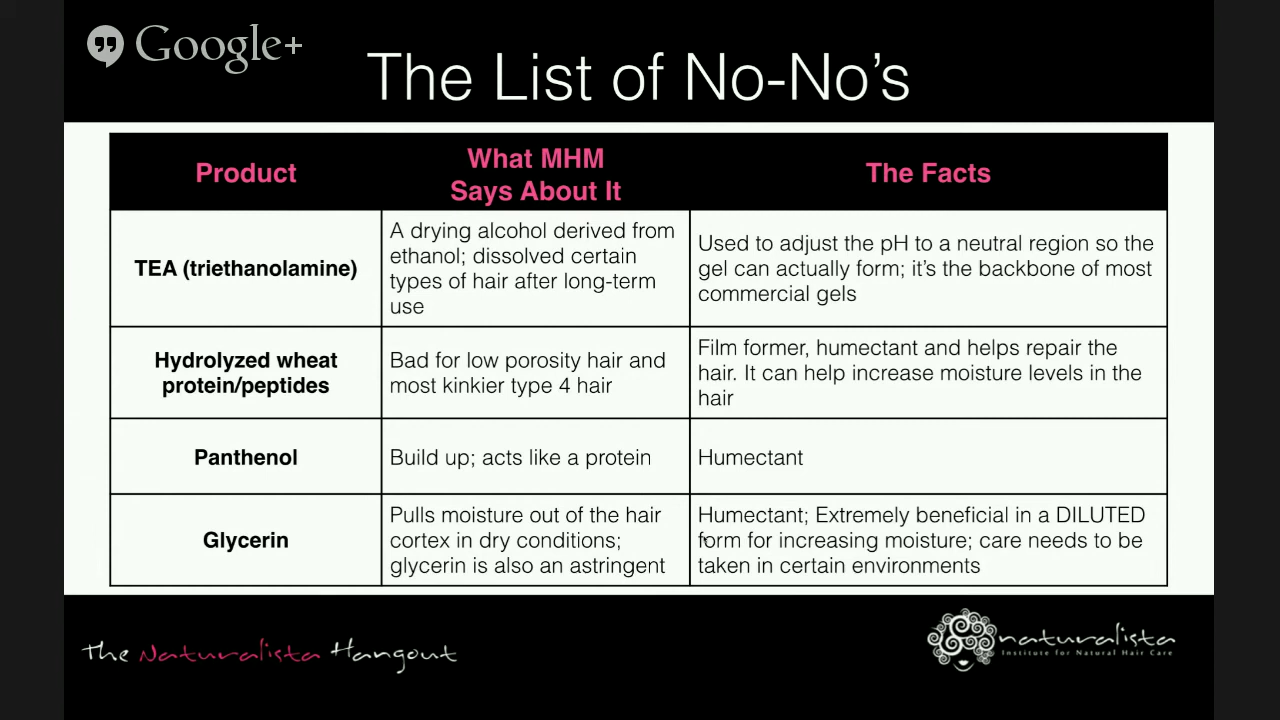 Google+
The List of No-No’s
Product
What MHM
Says About It
The Facts
TEA (triethanolamine)
A drying alcohol derived from
ethanol; dissolved certain
types of hair after long-term
use
Used to adjust the pH to a neutral region so the
gel can actually form; it’s the backbone of most
commercial gels
Hydrolyzed wheat
protein/peptides
Bad for low porosity hair and
most kinkier type 4 hair
Film former, humectant and helps repair the
hair. It can help increase moisture levels in the
hair
Panthenol
Build up; acts like a protein
Humectant
Glycerin
Pulls moisture out of the hair
cortex in dry conditions;
glycerin is also an astringent
Humectant; Extremely beneficial in a DILUTED
form for increasing moisture; care needs to be
taken in certain environments
The Naturalista Hangout
naturalista
Institute for Natural Hair Care